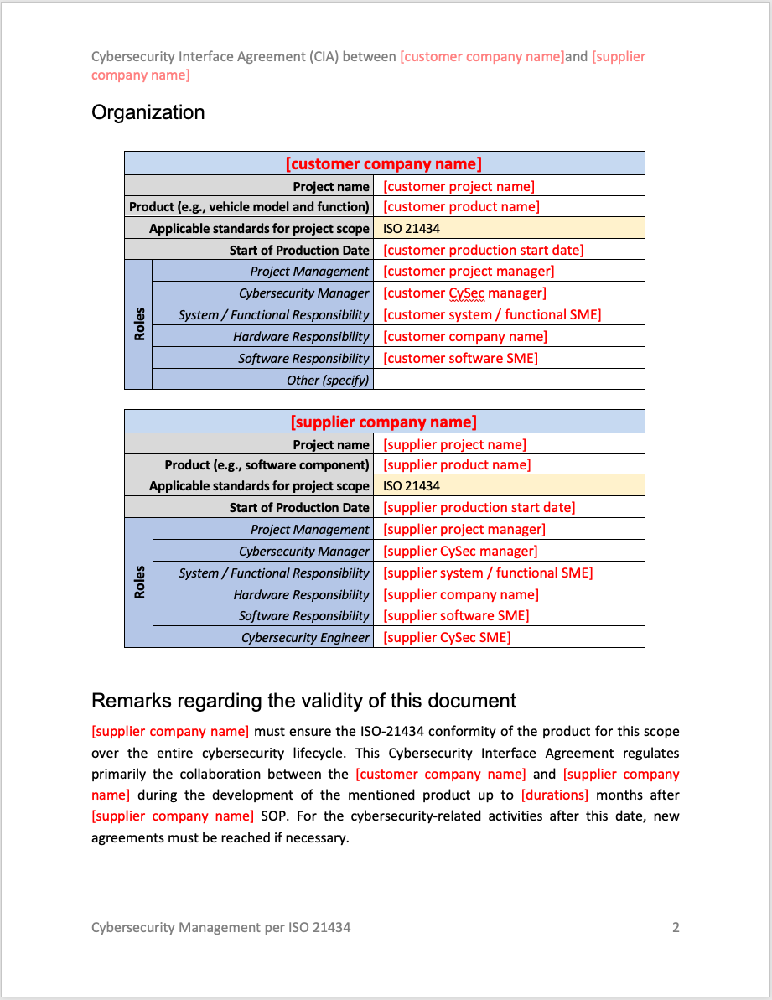 Cybersecurity Interface Agreement (CIA) between [customer company name]and [supplier
company name]
Organization
[customer company name]
Project name [customer project name]
Product (e.g., vehicle model and function) [customer product name]
Applicable standards for project scope ISO 21434
Start of Production Date [customer production start date]
Roles
Project Management [customer project manager]
Cybersecurity Manager [customer CySec manager]
System / Functional Responsibility [customer system / functional SME]
Hardware Responsibility [customer company name]
Software Responsibility [customer software SME]
Other (specify)
[supplier company name]
Project name [supplier project name]
Product (e.g., software component) [supplier product name]
Applicable standards for project scope ISO 21434
Start of Production Date [supplier production start date]
Roles
Project Management [supplier project manager]
Cybersecurity Manager [supplier CySec manager]
System / Functional Responsibility [supplier system / functional SME]
Hardware Responsibility [supplier company name]
Software Responsibility [supplier software SME]
Cybersecurity Engineer [supplier CySec SME]
Remarks regarding the validity of this document
[supplier company name] must ensure the ISO-21434 conformity of the product for this scope
over the entire cybersecurity lifecycle. This Cybersecurity Interface Agreement regulates
primarily the collaboration between the [customer company name] and [supplier company
name] during the development of the mentioned product up to [durations] months after
[supplier company name] SOP. For the cybersecurity-related activities after this date, new
agreements must be reached if necessary.
Cybersecurity Management per ISO 21434 2